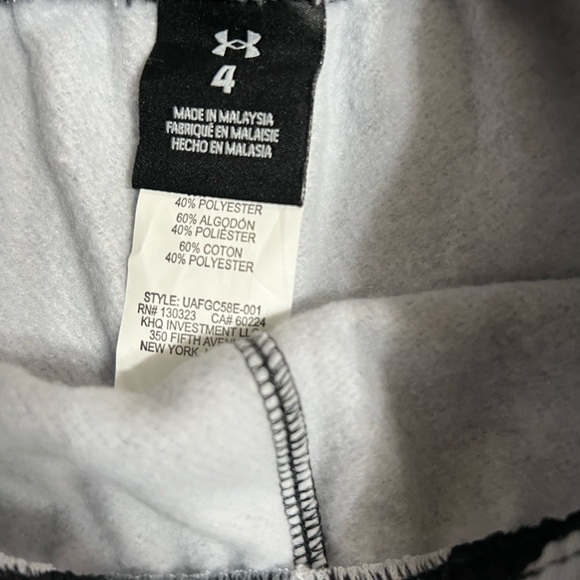 4
MADE IN MALAYSIA
FABRIQUÉ EN MALAISIE
HECHO EN MALASIA
40% POLYESTER
60% ALGODÓN
40% POLIÉSTER
60% COTON
40% POLYESTER
STYLE: UAFGC58E-001
RN# 130323 CA# 60224
KHQ INVESTMENT LLC
350 FIFTH
NEW YORK